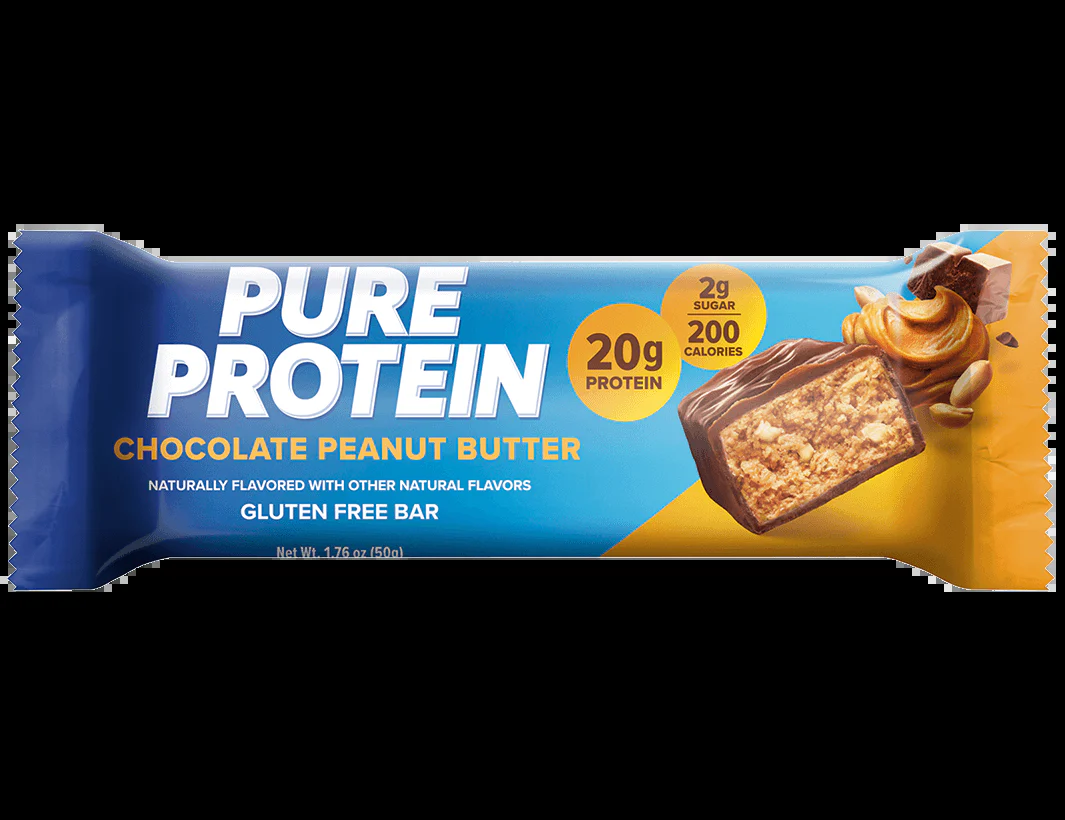 PURE
PROTEIN
CHOCOLATE PEANUT BUTTER
NATURALLY FLAVORED WITH OTHER NATURAL FLAVORS
GLUTEN FREE BAR
Net Wt. 1.76 oz (50g)
20g
PROTEIN
2g
SUGAR
200
CALORIES